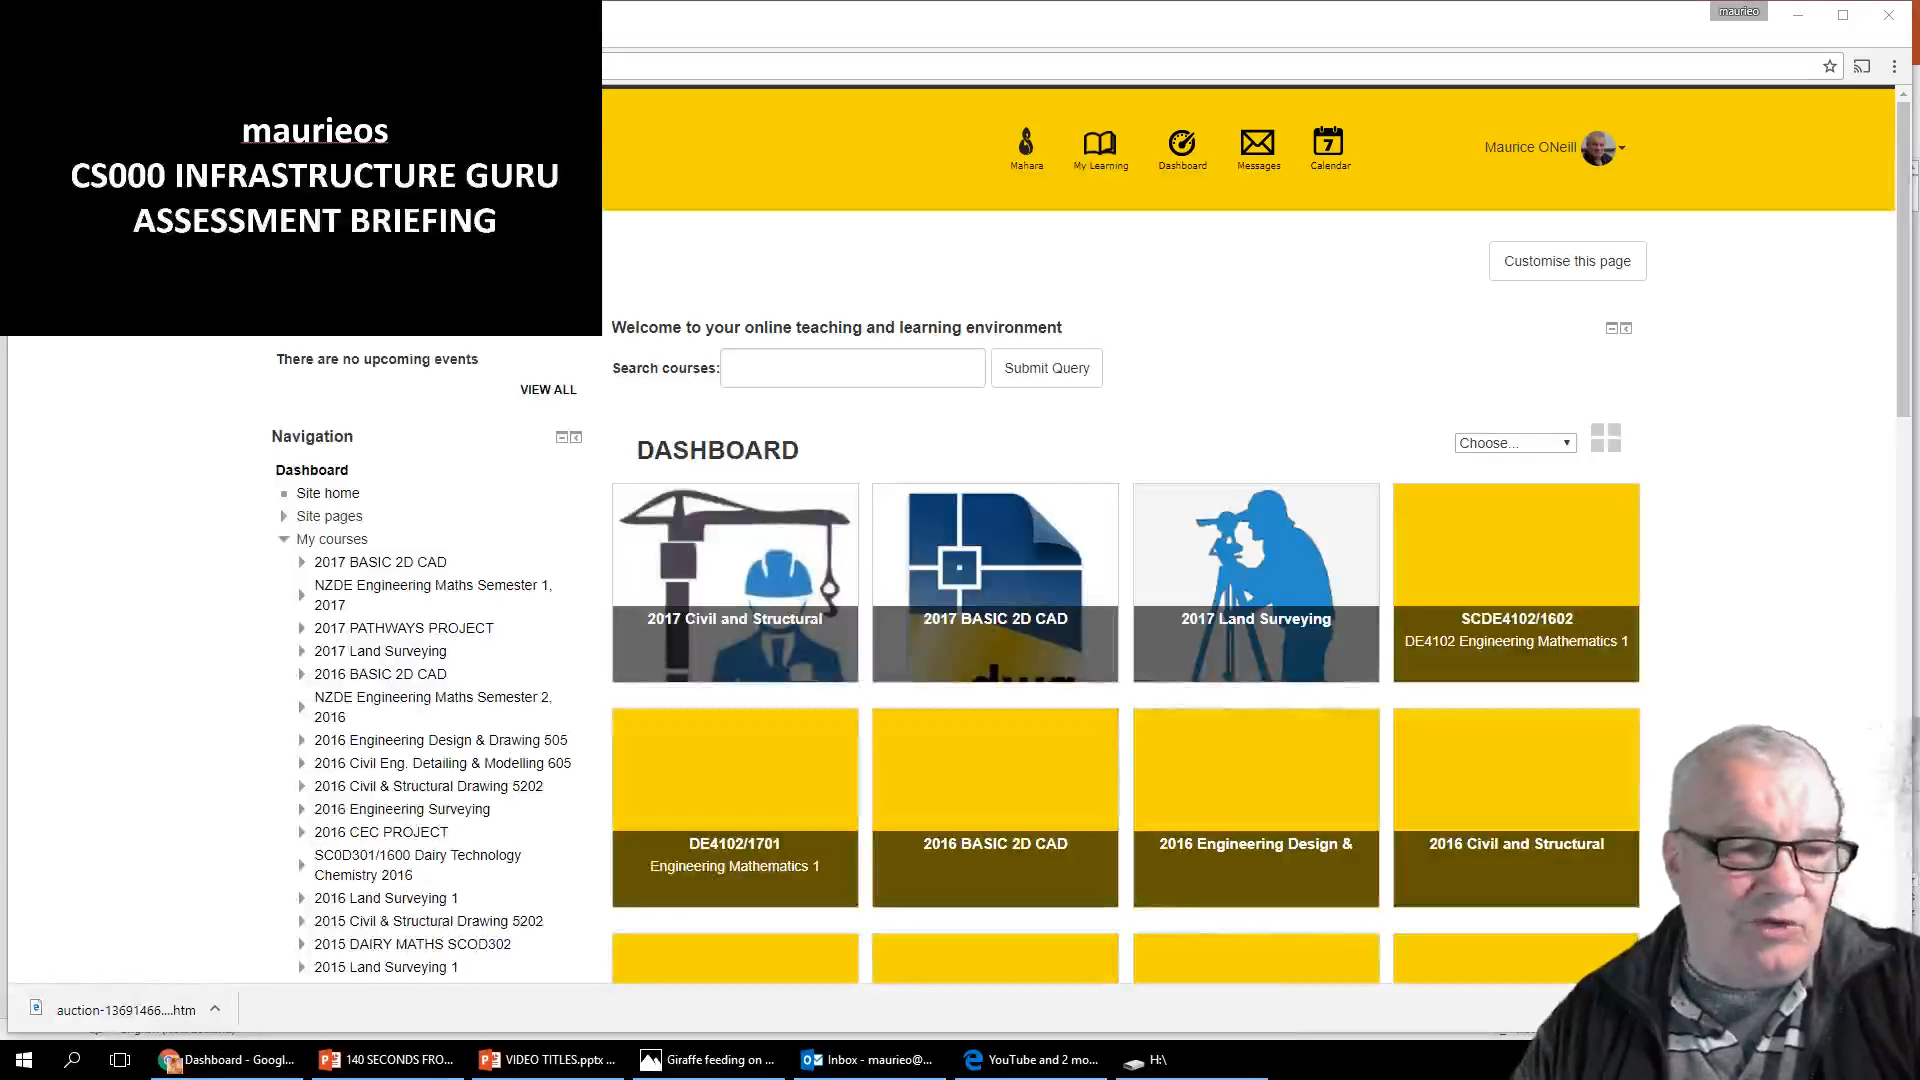 maurieo
maurieos
CS000 INFRASTRUCTURE GURU
ASSESSMENT BRIEFING
Mahara
My Learning
Dashboard
Messages
7
Calendar
Maurice ONeill
Customise this page
Welcome to your online teaching and learning environment
Search courses:
Submit Query
There are no upcoming events
VIEW ALL
Navigation
Dashboard
Site home
Site pages
My courses
2017 BASIC 2D CAD
NZDE Engineering Maths Semester 1,
2017
2017 PATHWAYS PROJECT
2017 Land Surveying
2016 BASIC 2D CAD
NZDE Engineering Maths Semester 2,
2016
2016 Engineering Design & Drawing 505
2016 Civil Eng. Detailing & Modelling 605
2016 Civil & Structural Drawing 5202
2016 Engineering Surveying
2016 CEC PROJECT
SC0D301/1600 Dairy Technology
Chemistry 2016
2016 Land Surveying 1
2015 Civil & Structural Drawing 5202
2015 DAIRY MATHS SCOD302
2015 Land Surveying 1
DASHBOARD
Choose...
2017 Civil and Structural
2017 BASIC 2D CAD
2017 Land Surveying
SCDE4102/1602
DE4102 Engineering Mathematics 1
DE4102/1701
Engineering Mathematics 1
2016 BASIC 2D CAD
2016 Engineering Design &
2016 Civil and Structural
auction-13691466....htm
Dashboard - Googl...
140 SECONDS FRO...
VIDEO TITLES.pptx ...
Giraffe feeding on ...
Inbox - maurieo@...
YouTube and 2 mo...
H:\